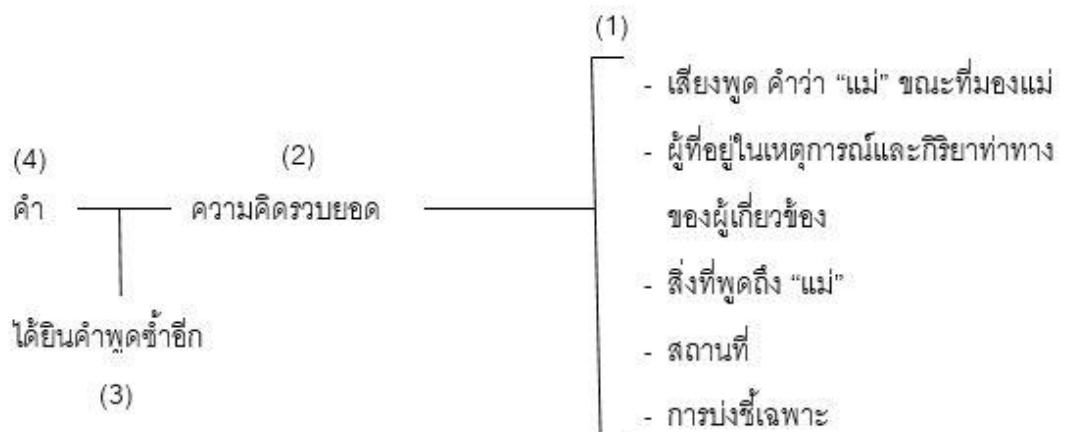 (1)
- เสียงพูด คำว่า “แม่” ขณะที่มองแม่
- ผู้ที่อยู่ในเหตุการณ์และกิริยาท่าทาง
ของผู้เกี่ยวข้อง
- สิ่งที่พูดถึง “แม่”
- สถานที่
- การบ่งชี้เฉพาะ
(2)
ความคิดรวบยอด
(4)
คำ
ได้ยินคำพูดซ้ำอีก
(3)